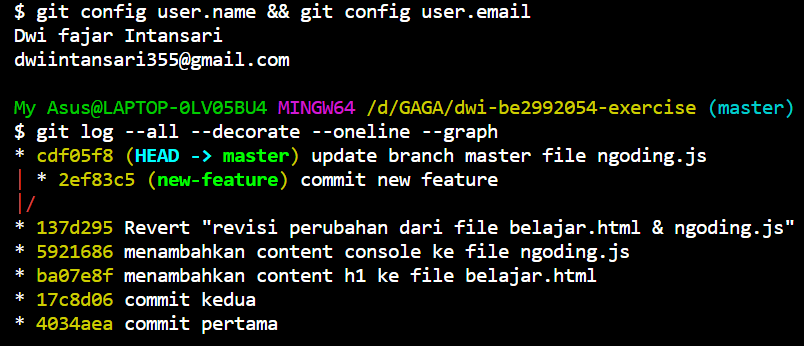 $ git config user.name && git config user.email
Dwi fajar Intansari
dwiintansari355@gmail.com
My Asus@LAPTOP-0LV05BU4 MINGW64 /d/GAGA/dwi-be2992054-exercise (master)
$ git log --all --decorate --oneline --graph
* cdf05f8 (HEAD -> master) update branch master file ngoding.js
| * 2ef83c5 (new-feature) commit new feature
|/
* 137d295 Revert "revisi perubahan dari file belajar.html & ngoding.js"
* 5921686 menambahkan content console ke file ngoding.js
* ba07e8f menambahkan content h1 ke file belajar.html
* 17c8d06 commit kedua
* 4034aea commit pertama